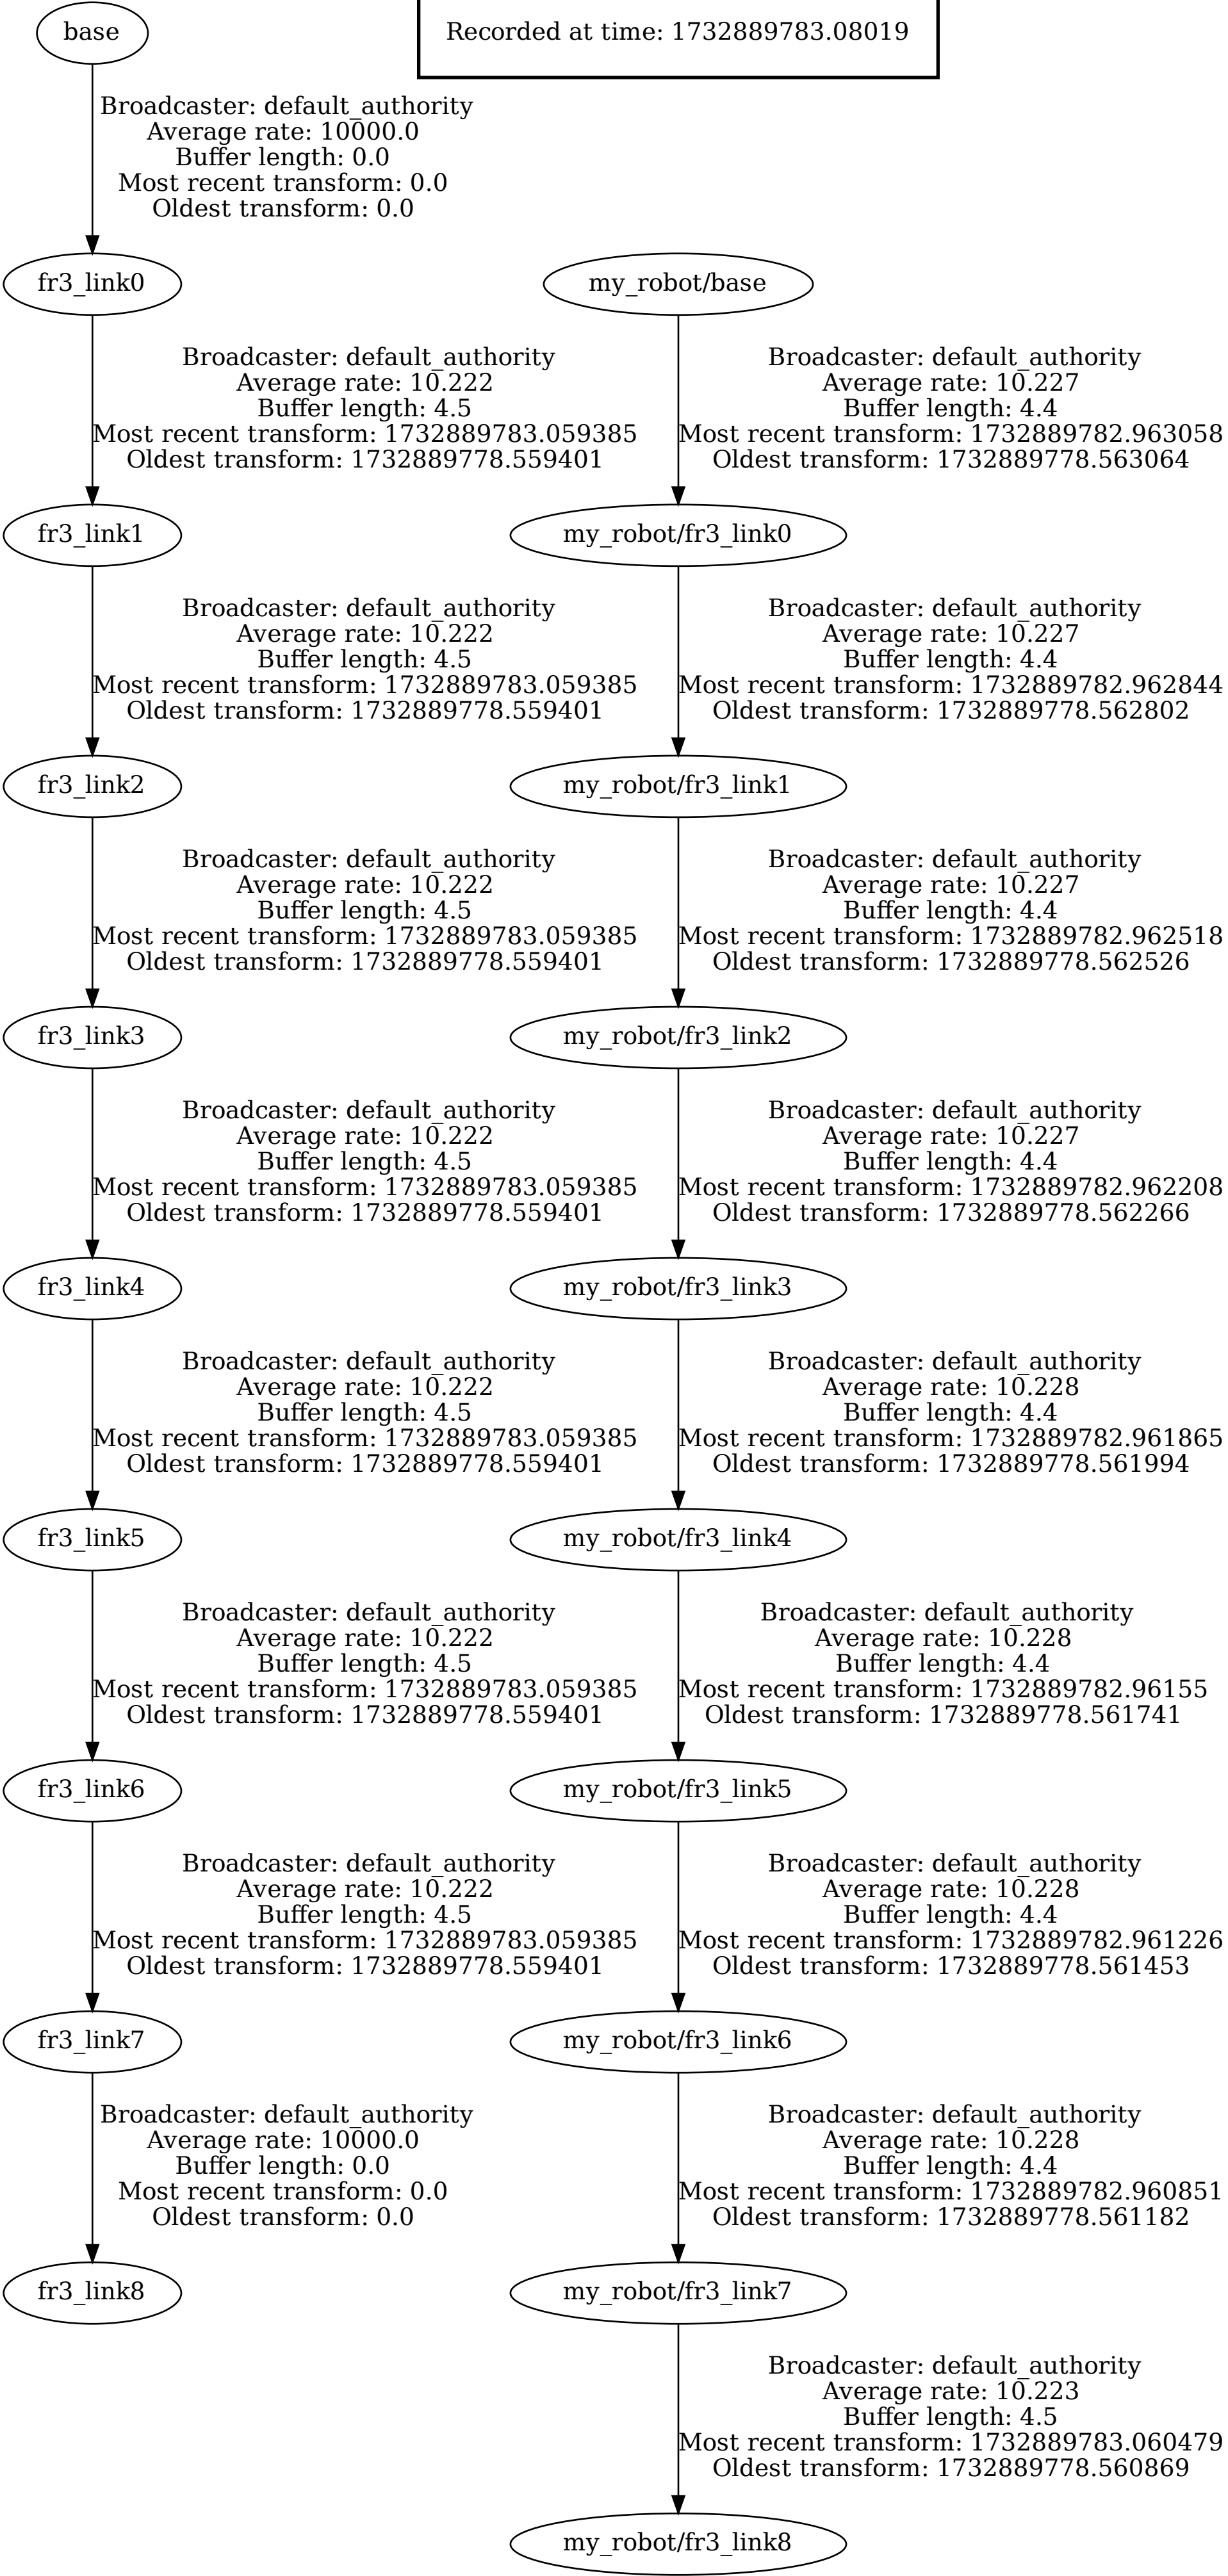 base
Recorded at time: 1732889783.08019
Broadcaster: default_authority
Average rate: 10000.0
Buffer length: 0.0
Most recent transform: 0.0
Oldest transform: 0.0
fr3_link0
my_robot/base
Broadcaster: default_authority
Average rate: 10.222
Buffer length: 4.5
Most recent transform: 1732889783.059385
Oldest transform: 1732889778.559401
Broadcaster: default_authority
Average rate: 10.227
Buffer length: 4.4
Most recent transform: 1732889782.963058
Oldest transform: 1732889778.563064
fr3_link1
my_robot/fr3_link0
Broadcaster: default_authority
Average rate: 10.222
Buffer length: 4.5
Most recent transform: 1732889783.059385
Oldest transform: 1732889778.559401
Broadcaster: default_authority
Average rate: 10.227
Buffer length: 4.4
Most recent transform: 1732889782.962844
Oldest transform: 1732889778.562802
fr3_link2
my_robot/fr3_link1
Broadcaster: default_authority
Average rate: 10.222
Buffer length: 4.5
Most recent transform: 1732889783.059385
Oldest transform: 1732889778.559401
Broadcaster: default_authority
Average rate: 10.227
Buffer length: 4.4
Most recent transform: 1732889782.962518
Oldest transform: 1732889778.562526
fr3_link3
my_robot/fr3_link2
Broadcaster: default_authority
Average rate: 10.222
Buffer length: 4.5
Most recent transform: 1732889783.059385
Oldest transform: 1732889778.559401
Broadcaster: default_authority
Average rate: 10.227
Buffer length: 4.4
Most recent transform: 1732889782.962208
Oldest transform: 1732889778.562266
fr3_link4
my_robot/fr3_link3
Broadcaster: default_authority
Average rate: 10.222
Buffer length: 4.5
Most recent transform: 1732889783.059385
Oldest transform: 1732889778.559401
Broadcaster: default_authority
Average rate: 10.228
Buffer length: 4.4
Most recent transform: 1732889782.961865
Oldest transform: 1732889778.561994
fr3_link5
my_robot/fr3_link4
Broadcaster: default_authority
Average rate: 10.222
Buffer length: 4.5
Most recent transform: 1732889783.059385
Oldest transform: 1732889778.559401
Broadcaster: default_authority
Average rate: 10.228
Buffer length: 4.4
Most recent transform: 1732889782.96155
Oldest transform: 1732889778.561741
fr3_link6
my_robot/fr3_link5
Broadcaster: default_authority
Average rate: 10.222
Buffer length: 4.5
Most recent transform: 1732889783.059385
Oldest transform: 1732889778.559401
Broadcaster: default_authority
Average rate: 10.228
Buffer length: 4.4
Most recent transform: 1732889782.961226
Oldest transform: 1732889778.561453
fr3_link7
my_robot/fr3_link6
Broadcaster: default_authority
Average rate: 10000.0
Buffer length: 0.0
Most recent transform: 0.0
Oldest transform: 0.0
Broadcaster: default_authority
Average rate: 10.228
Buffer length: 4.4
Most recent transform: 1732889782.960851
Oldest transform: 1732889778.561182
fr3_link8
my_robot/fr3_link7
Broadcaster: default_authority
Average rate: 10.223
Buffer length: 4.5
Most recent transform: 1732889783.060479
Oldest transform: 1732889778.560869
my_robot/fr3_link8